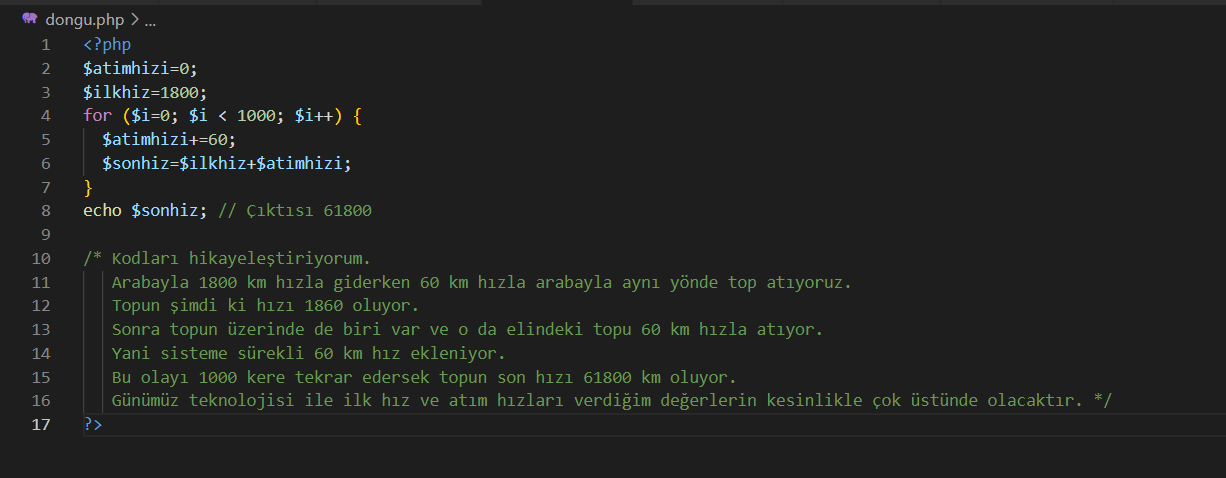 dongu.php > ...
1 <?php
2 $atimhizi=0;
3 $ilkhiz=1800;
4 for ($i=0; $i < 1000; $i++) {
5 $atimhizi+=60;
6 $sonhiz=$ilkhiz+$atimhizi;
7 }
8 echo $sonhiz; // Çıktısı 61800
9
10 /* Kodları hikayeleştiriyorum.
11 Arabayla 1800 km hızla giderken 60 km hızla arabayla aynı yönde top atıyoruz.
12 Topun şimdi ki hızı 1860 oluyor.
13 Sonra topun üzerinde de biri var ve o da elindeki topu 60 km hızla atıyor.
14 Yani sisteme sürekli 60 km hız ekleniyor.
15 Bu olayı 1000 kere tekrar edersek topun son hızı 61800 km oluyor.
16 Günümüz teknolojisi ile ilk hız ve atım hızları verdiğim değerlerin kesinlikle çok üstünde olacaktır. */
17 ?>